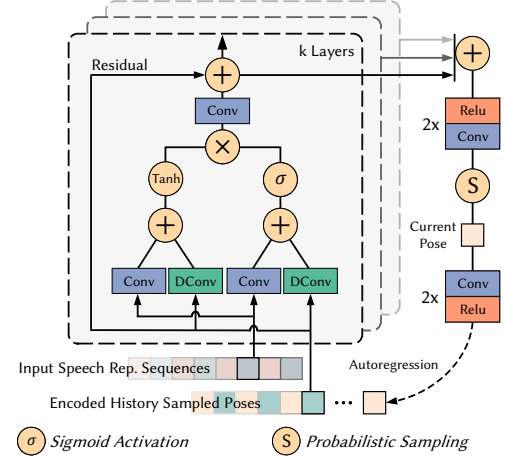 k Layers
Residual
+
+
Conv
×
Tanh
σ
+
+
Conv
DConv
Conv
DConv
2x
Relu
Conv
S
Current
Pose
2x
Conv
Relu
Autoregression
Input Speech Rep. Sequences
Encoded History Sampled Poses
σ Sigmoid Activation
S Probabilistic Sampling